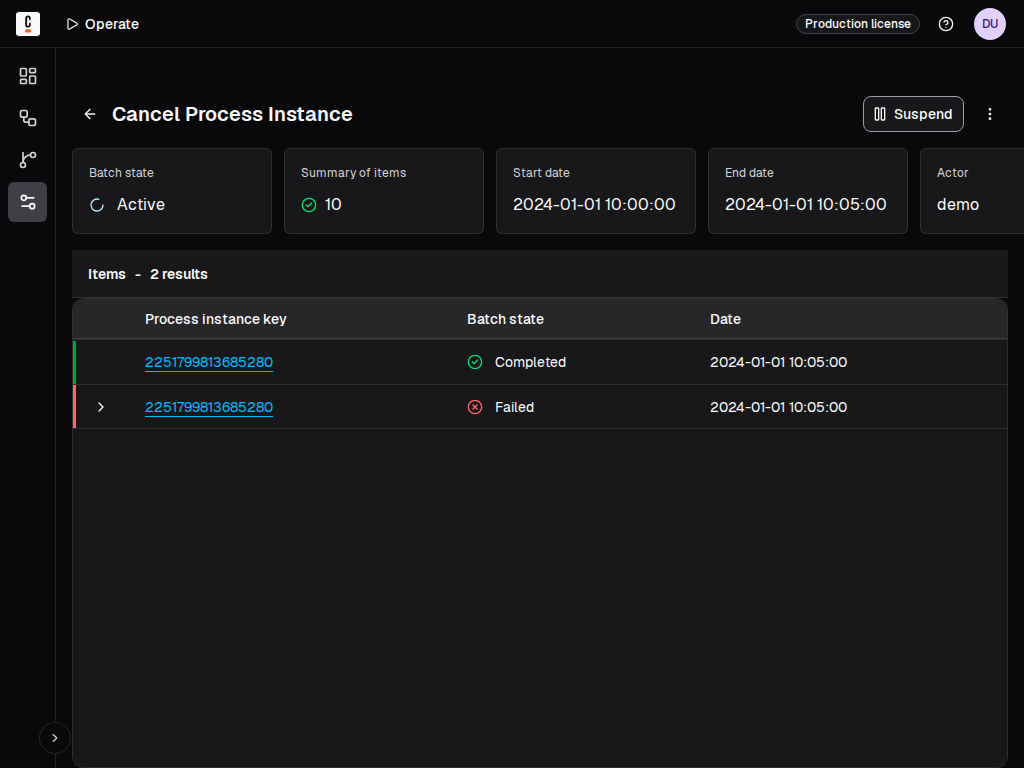 C Operate Production license DU
Cancel Process Instance Suspend
Batch state Summary of items Start date End date Actor
Active 10 2024-01-01 10:00:00 2024-01-01 10:05:00 demo
Items - 2 results
Process instance key Batch state Date
2251799813685280 Completed 2024-01-01 10:05:00
2251799813685280 Failed 2024-01-01 10:05:00